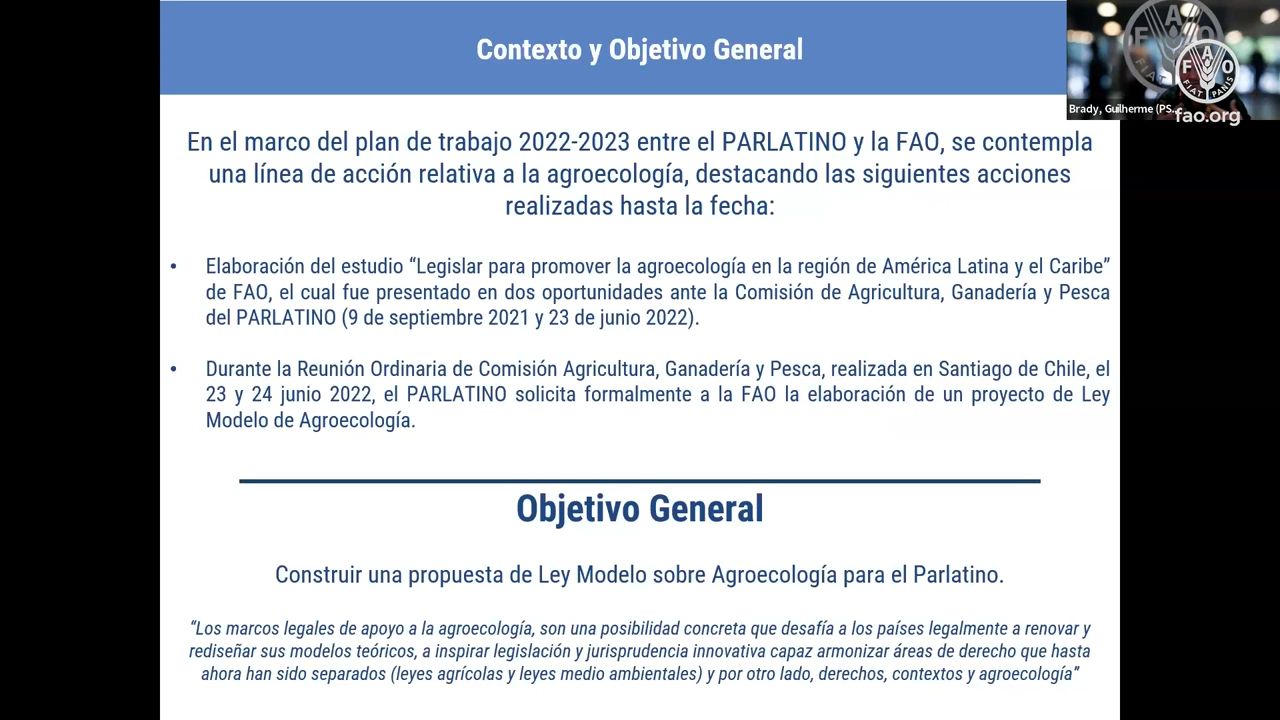 Contexto y Objetivo General
En el marco del plan de trabajo 2022-2023 entre el PARLATINO y la FAO, se contempla
una línea de acción relativa a la agroecología, destacando las siguientes acciones
realizadas hasta la fecha:
• Elaboración del estudio “Legislar para promover la agroecología en la región de América Latina y el Caribe”
de FAO, el cual fue presentado en dos oportunidades ante la Comisión de Agricultura, Ganadería y Pesca
del PARLATINO (9 de septiembre 2021 y 23 de junio 2022).
• Durante la Reunión Ordinaria de Comisión Agricultura, Ganadería y Pesca, realizada en Santiago de Chile, el
23 y 24 junio 2022, el PARLATINO solicita formalmente a la FAO la elaboración de un proyecto de Ley
Modelo de Agroecología.
Objetivo General
Construir una propuesta de Ley Modelo sobre Agroecología para el Parlatino.
“Los marcos legales de apoyo a la agroecología, son una posibilidad concreta que desafía a los países legalmente a renovar y
rediseñar sus modelos teóricos, a inspirar legislación y jurisprudencia innovativa capaz armonizar áreas de derecho que hasta
ahora han sido separados (leyes agrícolas y leyes medio ambientales) y por otro lado, derechos, contextos y agroecología”
FAO
FIAT PANIS
Brady, Guilherme (PS...
fao.org